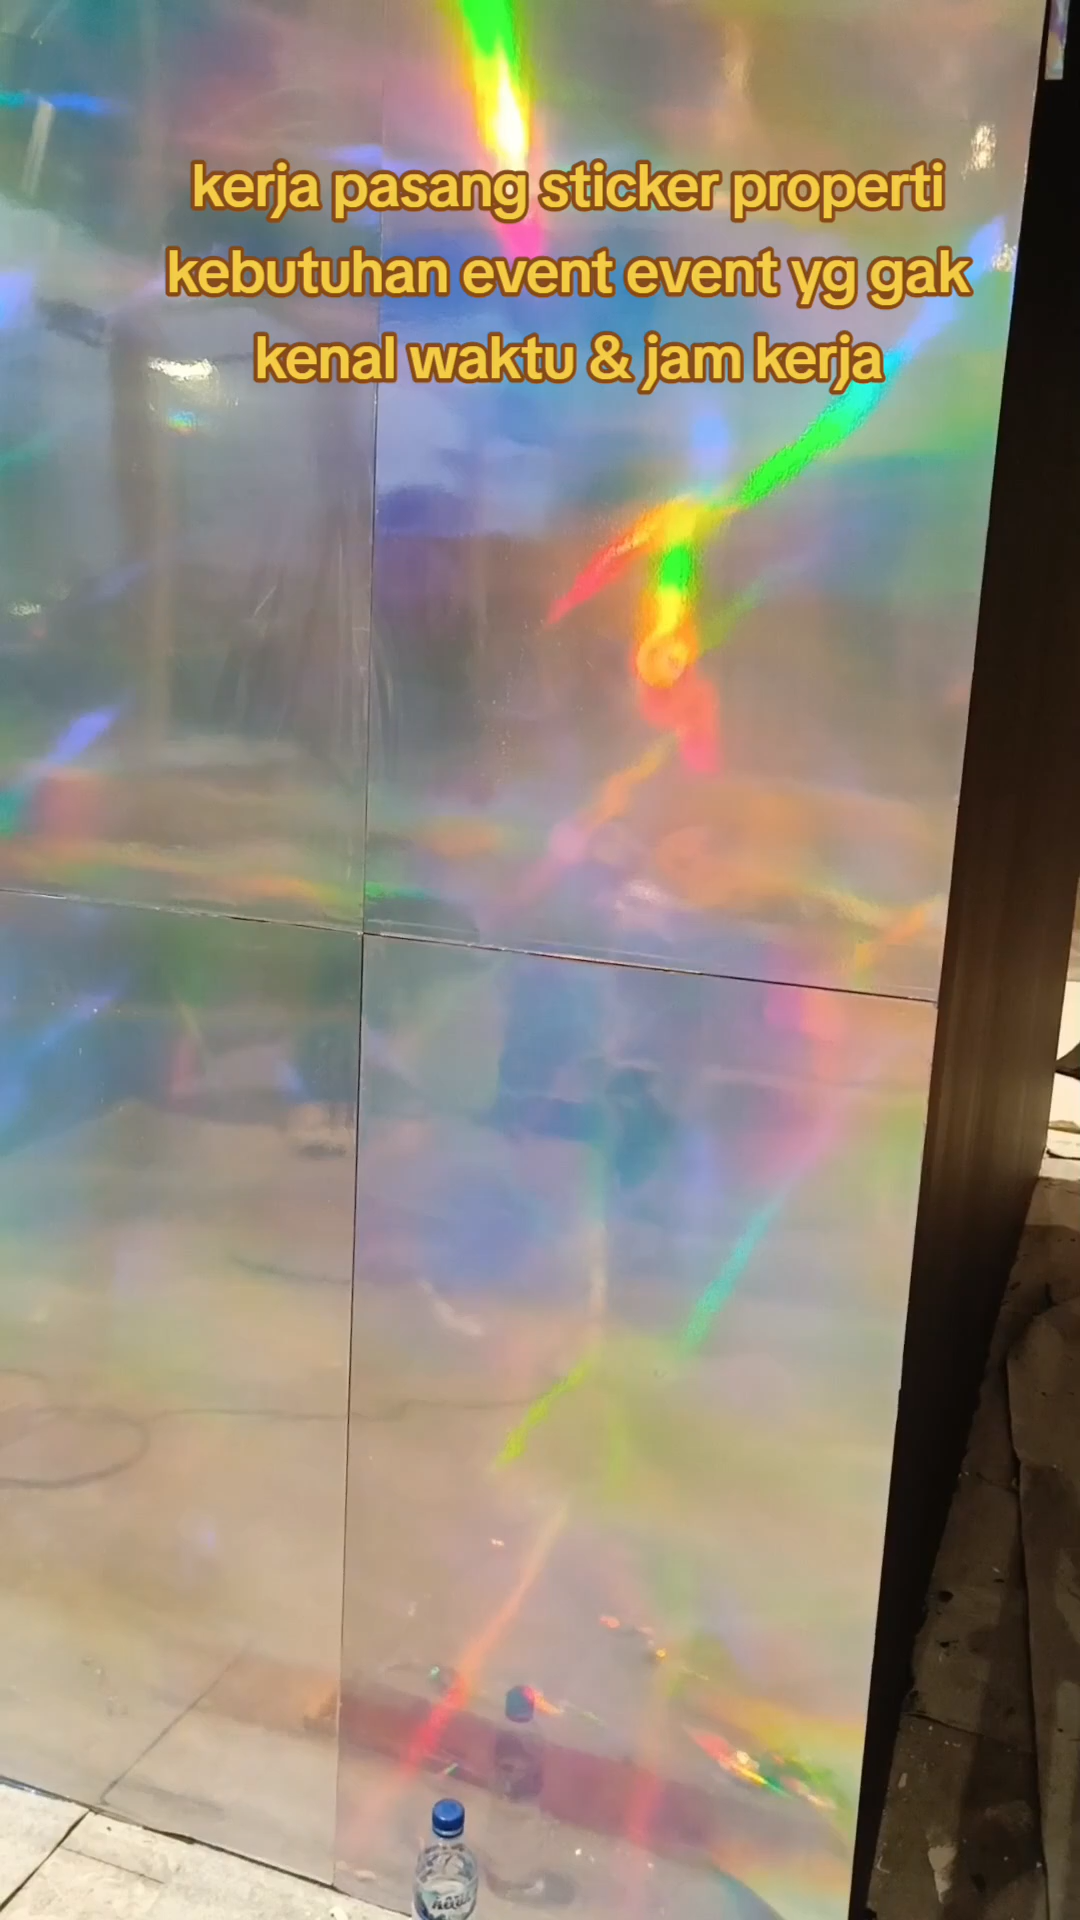 kerja pasang sticker properti
kebutuhan event event yg gak
kenal waktu & jam kerja